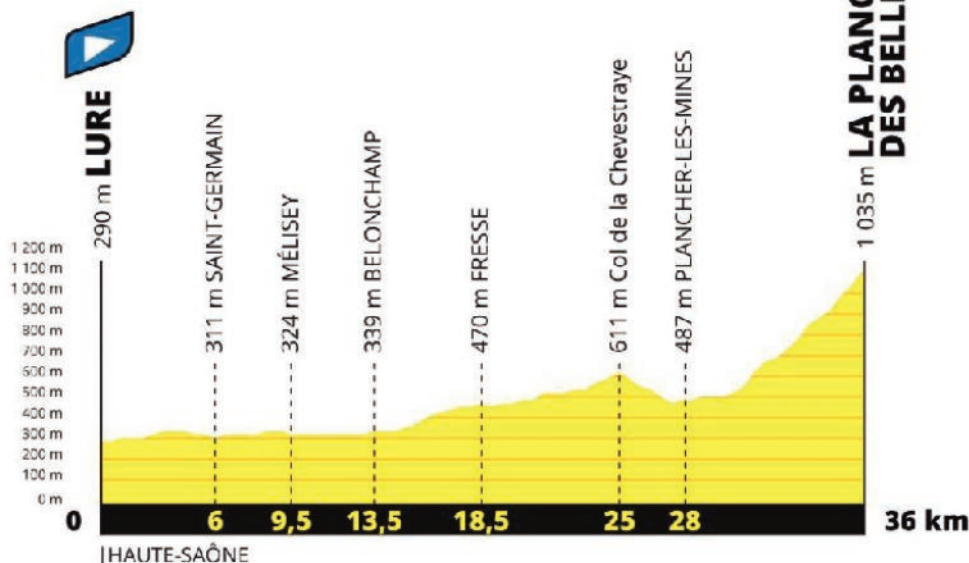 LURE
290 m
311 m SAINT-GERMAIN
324 m MÉLISEY
339 m BELONCHAMP
470 m FRESSE
611 m Col de la Chevestraye
487 m PLANCHER-LES-MINES
LA
DES
1 035 m
1 200 m
1 100 m
1 000 m
900 m
800 m
700 m
600 m
500 m
400 m
300 m
200 m
100 m
0 m
0
6
9,5
13,5
18,5
25
28
36 km
HAUTE-SAÔNE